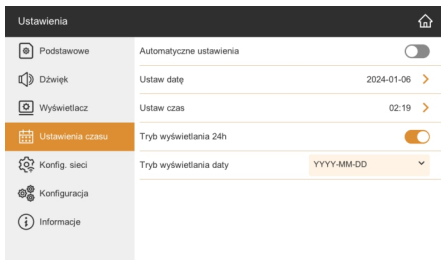 Ustawienia
Podstawowe
Dźwięk
Wyświetlacz
Ustawienia czasu
Konfig. sieci
Konfiguracja
Informacje
Automatyczne ustawienia
Ustaw datę 2024-01-06
Ustaw czas 02:19
Tryb wyświetlania 24h
Tryb wyświetlania daty YYYY-MM-DD